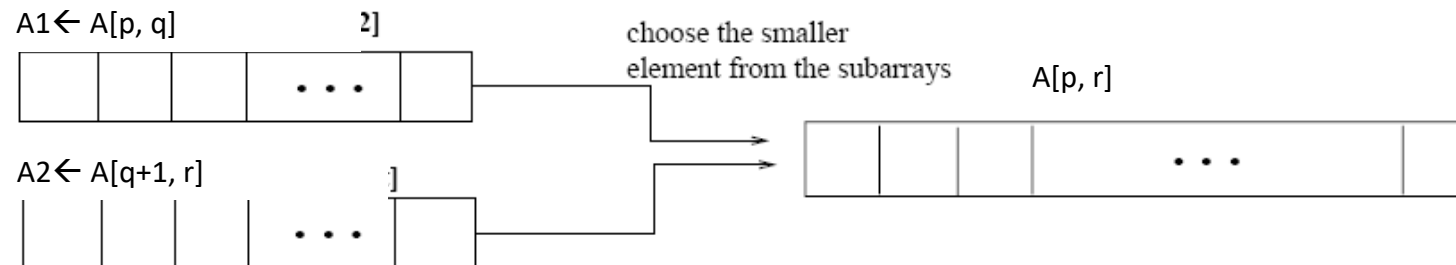 A1← A[p, q]
2]
choose the smaller
element from the subarrays
A[p, r]
A2← A[q+1, r]
]